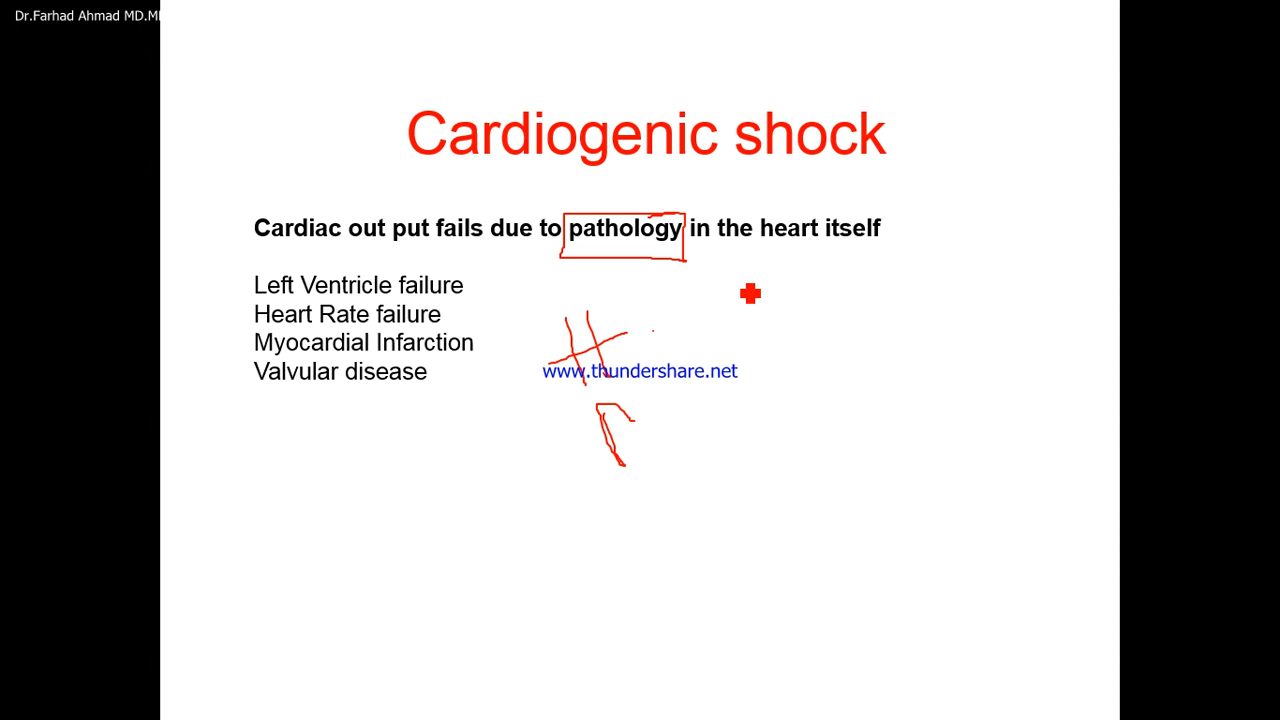 Dr.Farhad Ahmad MD.M
Cardiogenic shock
Cardiac out put fails due to pathology in the heart itself
Left Ventricle failure
Heart Rate failure
Myocardial Infarction
Valvular disease
www.thundershare.net